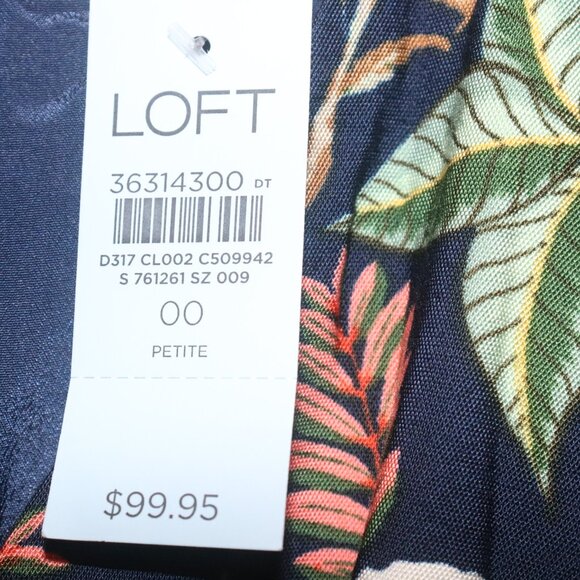 LOFT
36314300 DT
D317 CL002 C509942
S 761261 SZ 009
00
PETITE
$99.95